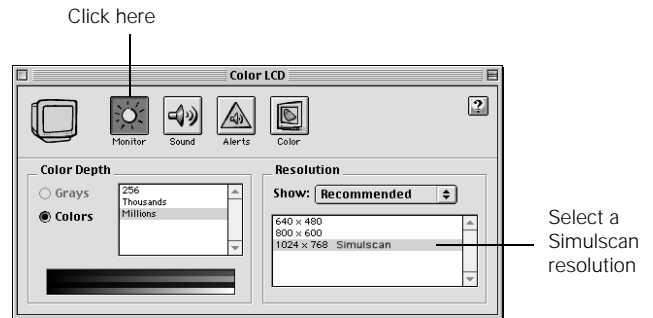 Click here
Color LCD
Monitor Sound Alerts Color
?
Color Depth
Grays
Colors
256
Thousands
Millions
Resolution
Show: Recommended
640 × 480
800 × 600
1024 × 768 Simulscan
Select a
Simulscan
resolution